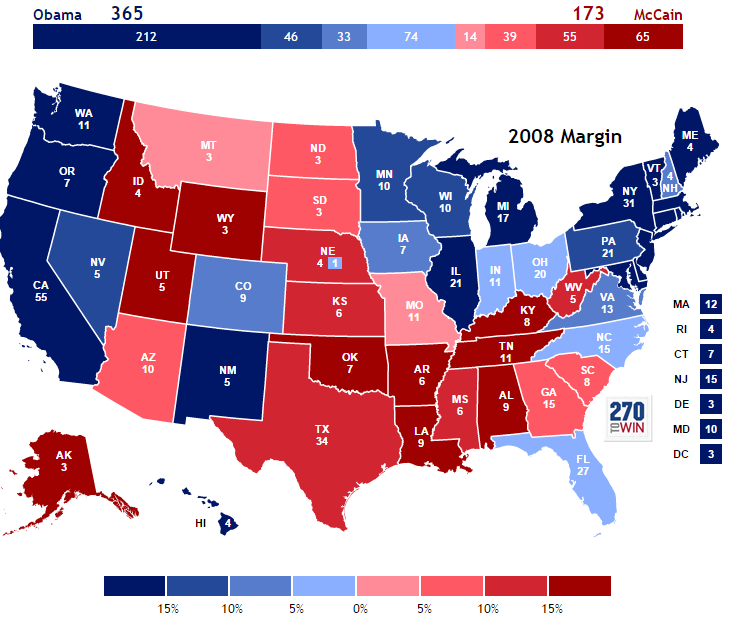 Obama 365 173 McCain
212 46 33 74 14 39 55 65
2008 Margin
WA
11
OR
7
CA
55
NV
5
ID
4
MT
3
WY
3
UT
5
AZ
10
CO
9
NM
5
ND
3
SD
3
NE
4 1
KS
6
OK
7
TX
34
MN
10
IA
7
MO
11
AR
6
LA
9
WI
10
IL
21
MI
17
IN
11
OH
20
KY
8
TN
11
MS
6
AL
9
GA
15
FL
27
SC
8
NC
15
VA
13
WV
5
PA
21
NY
31
VT
3
4
NH
ME
4
AK
3
HI 4
MA 12
RI 4
CT 7
NJ 15
DE 3
MD 10
DC 3
270
TO WIN
15% 10% 5% 0% 5% 10% 15%